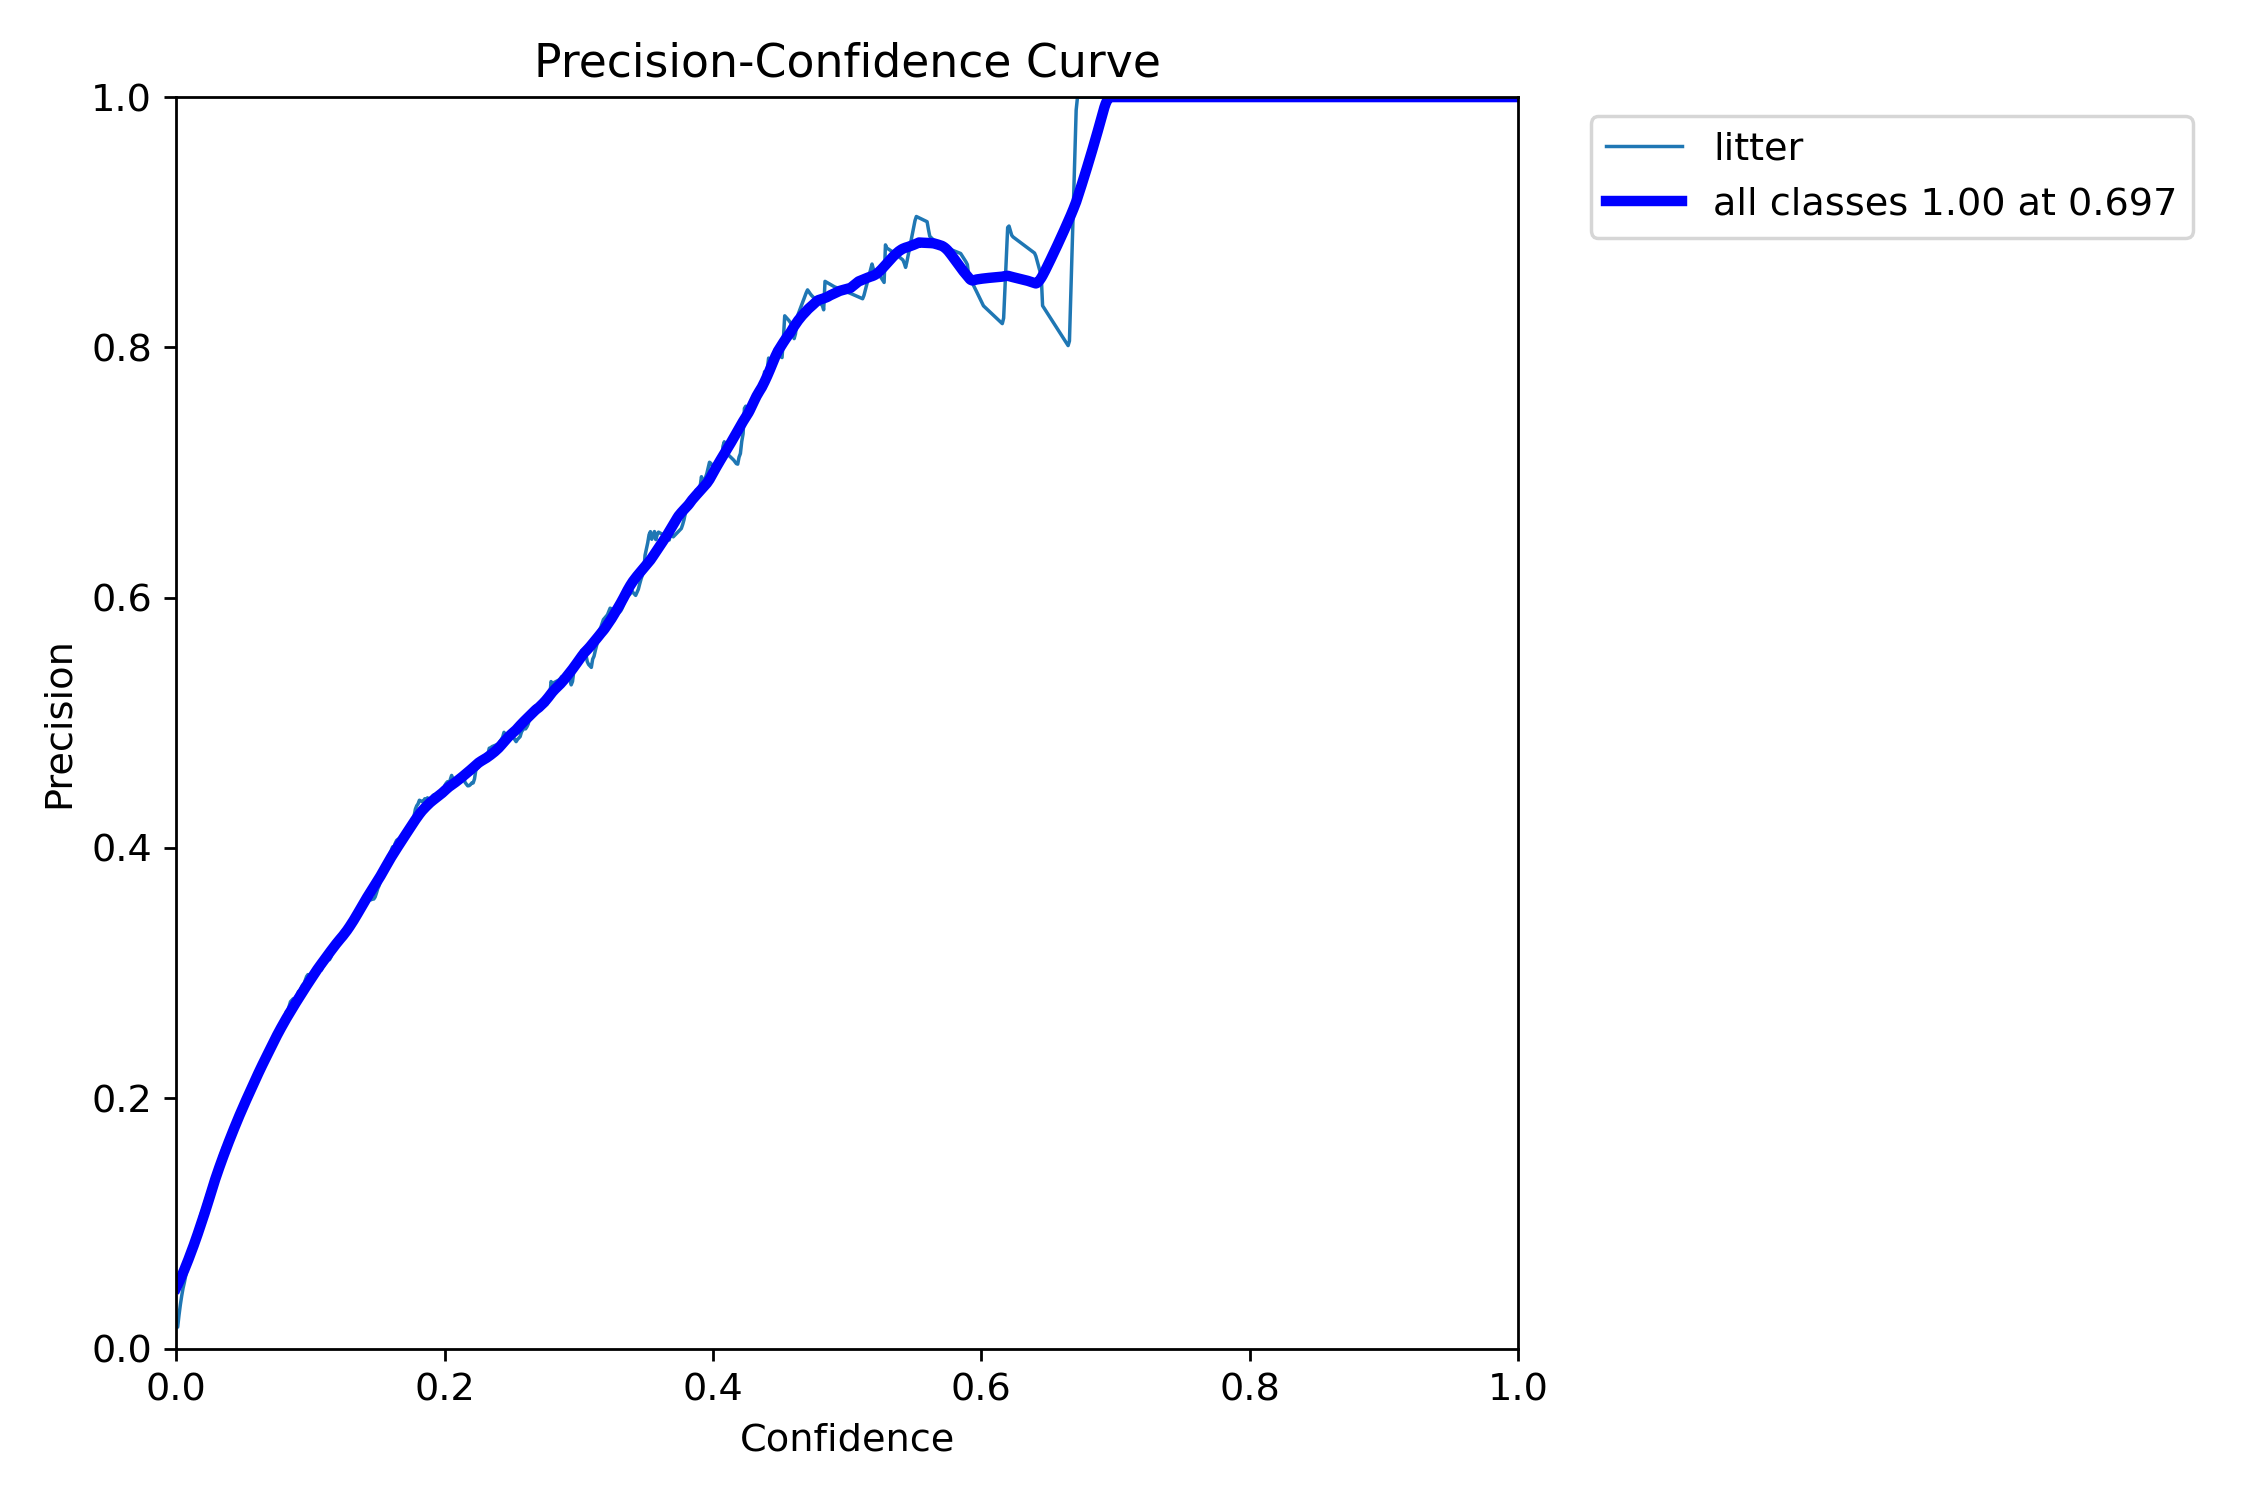 Precision-Confidence Curve
litter
all classes 1.00 at 0.697
Precision
1.0
0.8
0.6
0.4
0.2
0.0
0.0 0.2 0.4 0.6 0.8 1.0
Confidence